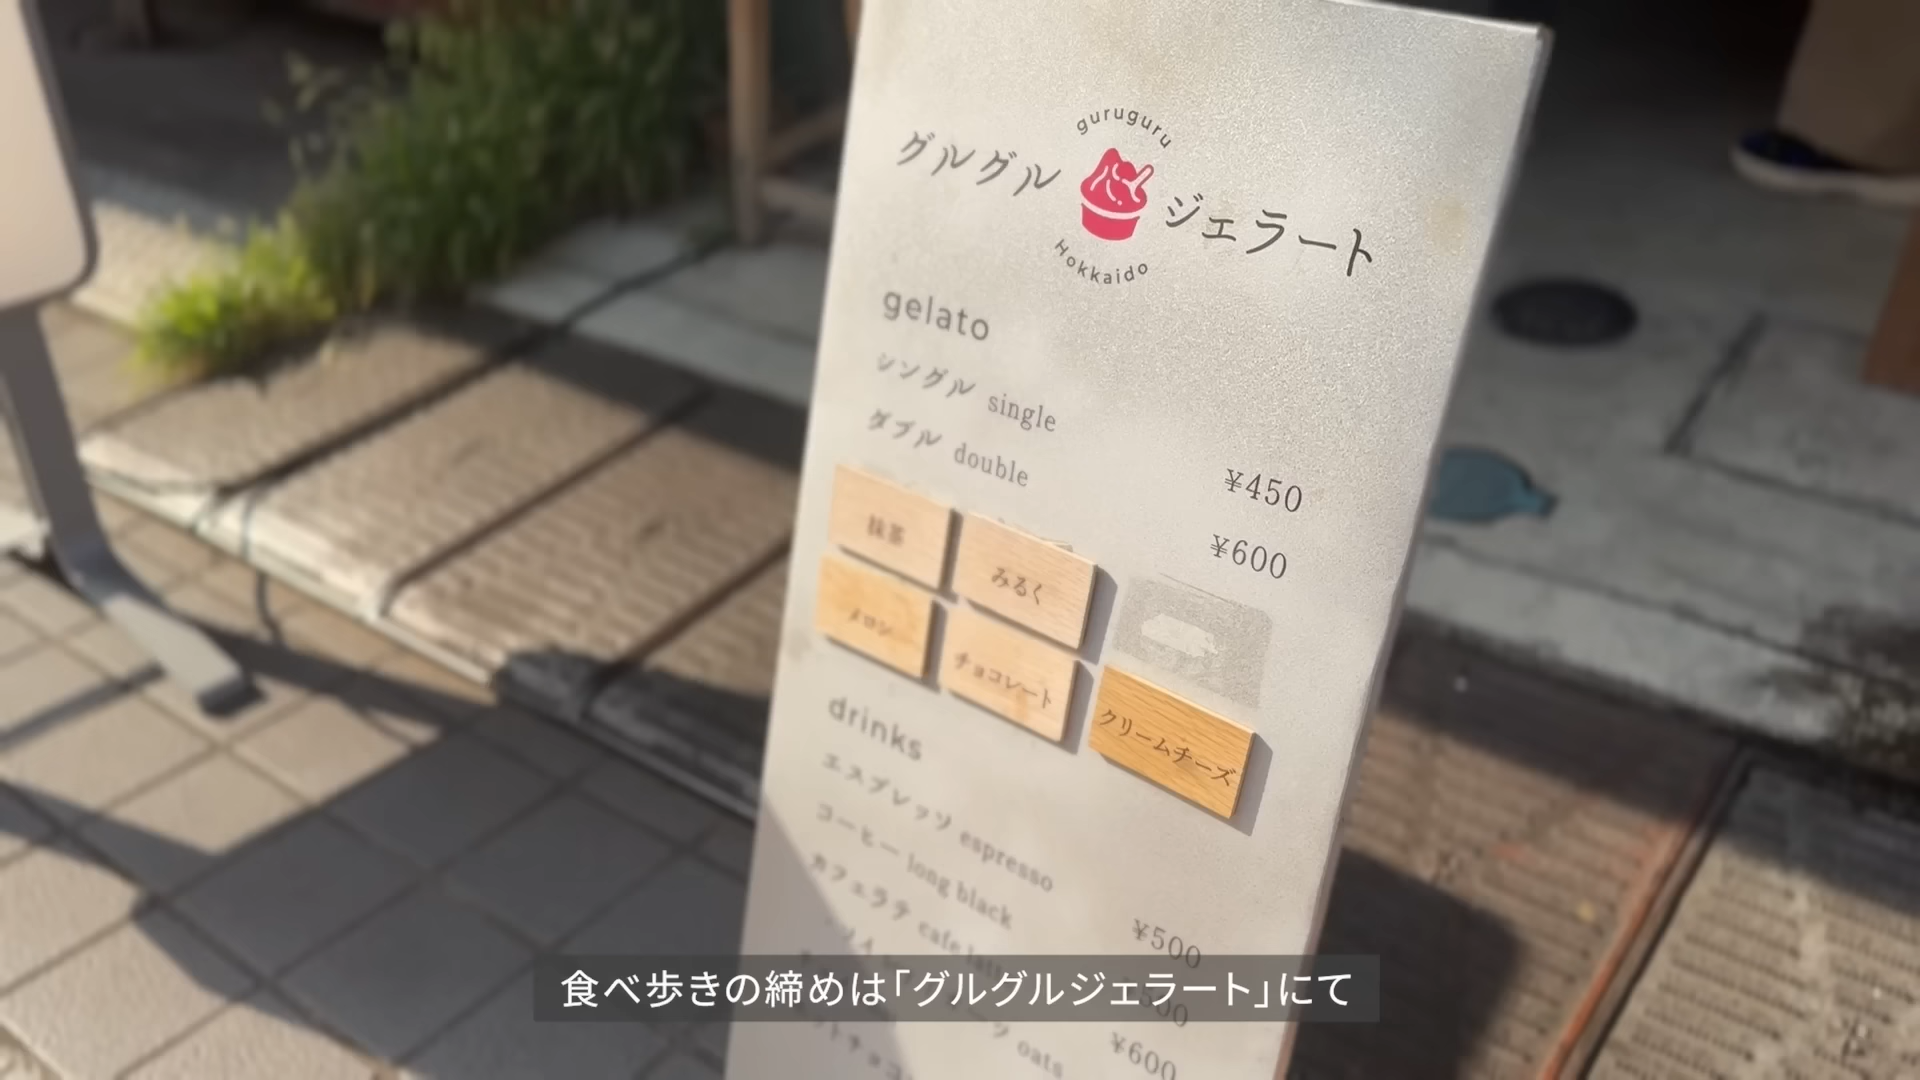 guruguru
グルグル ジェラート
Hokkaido
gelato
シングル single ¥450
ダブル double ¥600
抹茶 みるく
メロン チョコレート クリームチーズ
drinks
エスプレッソ espresso ¥500
コーヒー long black ¥500
カフェラテ cafe latte ¥600
oats
食べ歩きの締めは「グルグルジェラート」にて